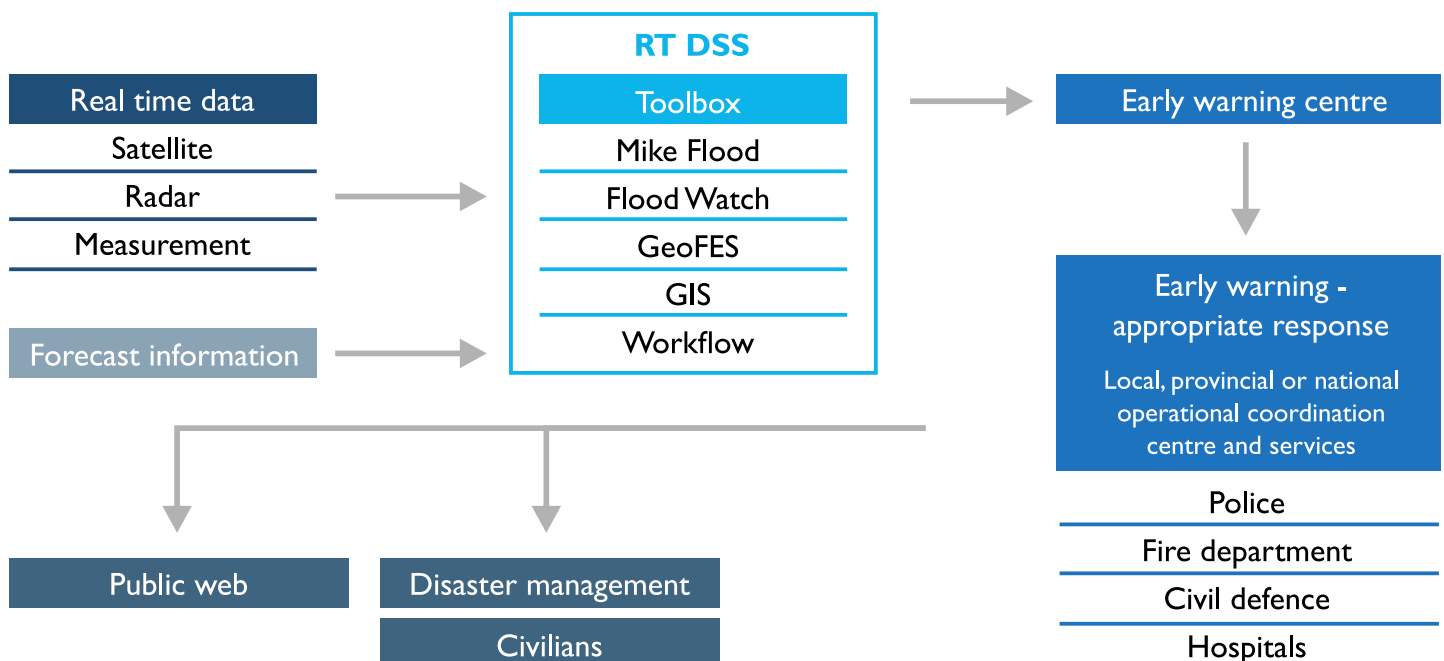 RT DSS
Toolbox
Mike Flood
Flood Watch
GeoFES
GIS
Workflow
Real time data
Satellite
Radar
Measurement
Forecast information
Early warning centre
Early warning -
appropriate response
Local, provincial or national
operational coordination
centre and services
Police
Fire department
Civil defence
Hospitals
Public web
Disaster management
Civilians